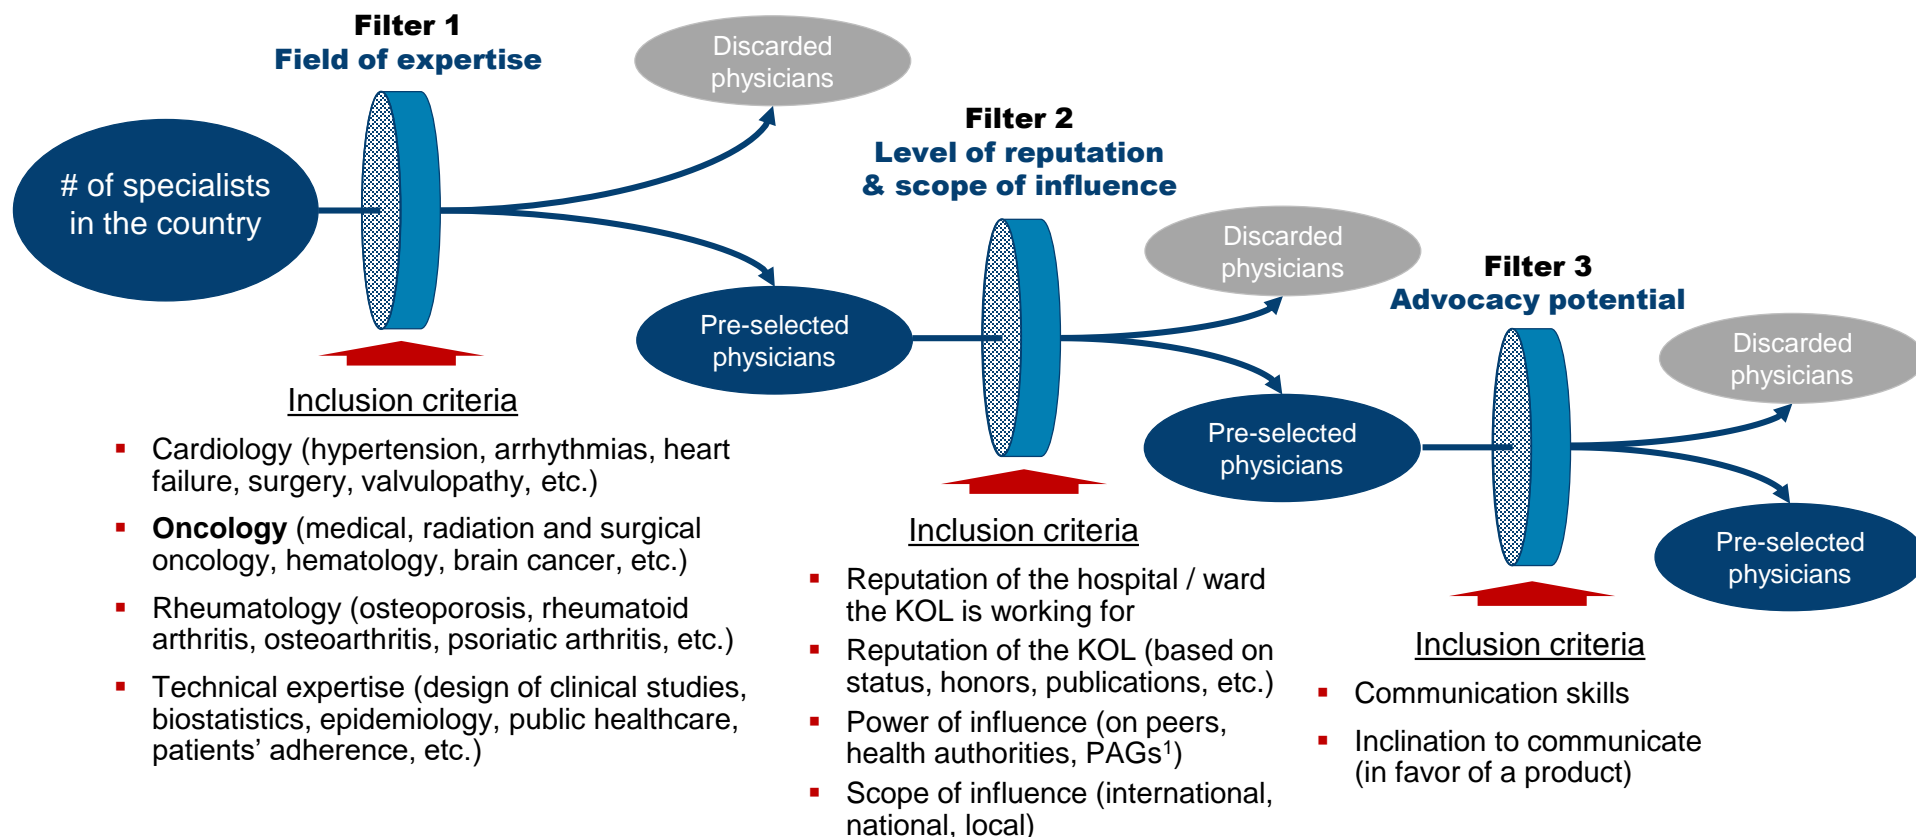 Filter 1
Field of expertise
Discarded
physicians
# of specialists
in the country
Pre-selected
physicians
Inclusion criteria
▪ Cardiology (hypertension, arrhythmias, heart
failure, surgery, valvulopathy, etc.)
▪ Oncology (medical, radiation and surgical
oncology, hematology, brain cancer, etc.)
▪ Rheumatology (osteoporosis, rheumatoid
arthritis, osteoarthritis, psoriatic arthritis, etc.)
▪ Technical expertise (design of clinical studies,
biostatistics, epidemiology, public healthcare,
patients’ adherence, etc.)
Filter 2
Level of reputation
& scope of influence
Discarded
physicians
Pre-selected
physicians
Inclusion criteria
▪ Reputation of the hospital / ward
the KOL is working for
▪ Reputation of the KOL (based on
status, honors, publications, etc.)
▪ Power of influence (on peers,
health authorities, PAGs¹)
▪ Scope of influence (international,
national, local)
Filter 3
Advocacy potential
Discarded
physicians
Pre-selected
physicians
Inclusion criteria
▪ Communication skills
▪ Inclination to communicate
(in favor of a product)